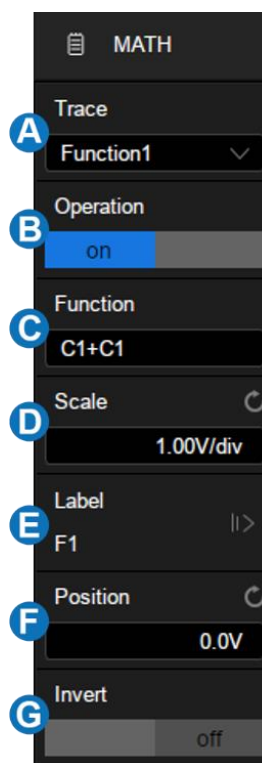 MATH
Trace
A
Function1
Operation
B
on
Function
C
C1+C1
Scale
D
1.00V/div
Label
E
F1
Position
F
0.0V
Invert
G
off